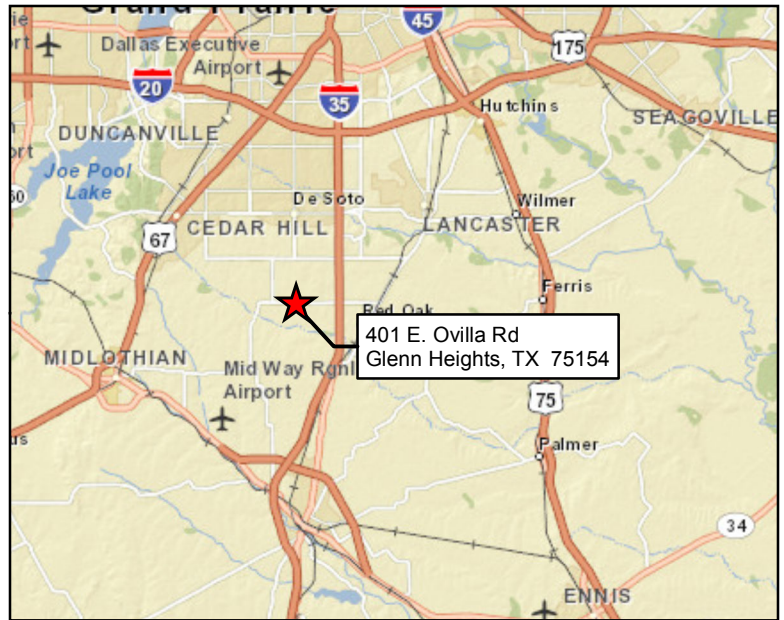 Grand Prairie
45
Dallas Executive
Airport
175
20
35
Hutchins
SEAGOVILLE
DUNCANVILLE
Joe Pool
Lake
De Soto
Wilmer
CEDAR HILL
LANCASTER
67
Ferris
Red Oak
401 E. Ovilla Rd
Glenn Heights, TX  75154
MIDLOTHIAN
Mid Way Rgnl
Airport
75
Palmer
34
ENNIS